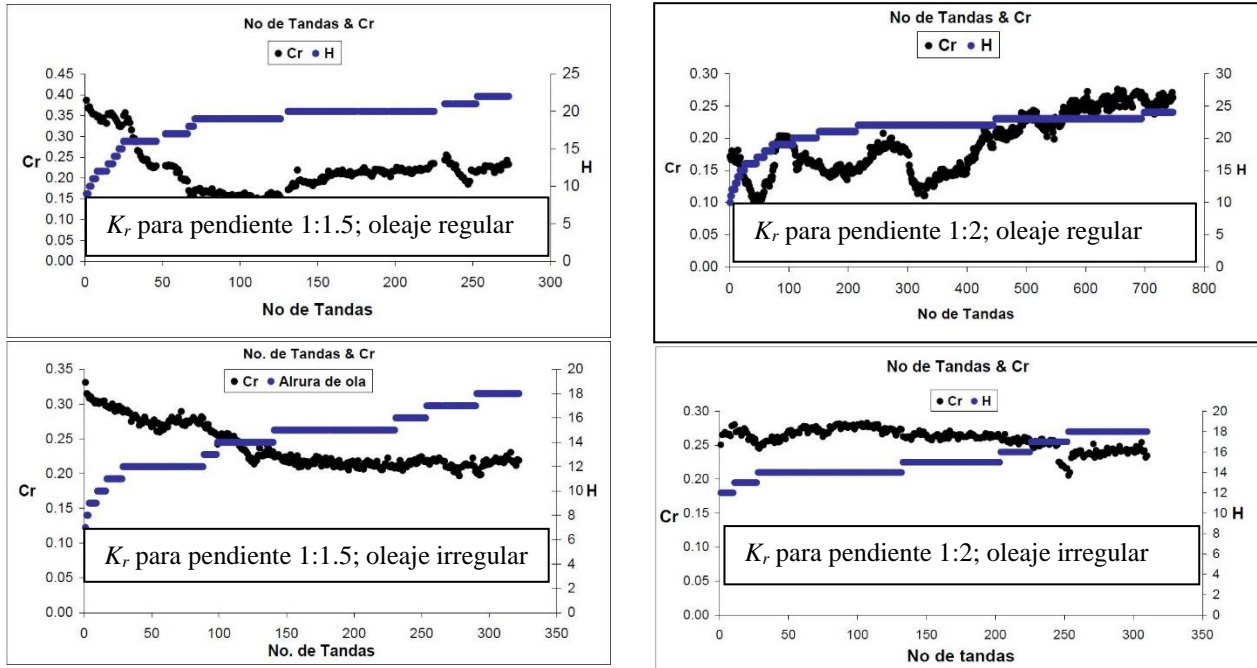 No de Tandas & Cr
Cr H
0.45
0.40
0.35
0.30
0.25
0.20
0.15
0.10
0.05
0.00
Cr
25
20
15
10
5
0
H
Kr para pendiente 1:1.5; oleaje regular
0 50 100 150 200 250 300
No de Tandas
No de Tandas & Cr
Cr H
0.30
0.25
0.20
0.15
0.10
0.05
0.00
Cr
30
25
20
15
10
5
0
H
Kr para pendiente 1:2; oleaje regular
0 100 200 300 400 500 600 700 800
No de Tandas
No. de Tandas & Cr
Cr Alrura de ola
0.35
0.30
0.25
0.20
0.15
0.10
0.05
0.00
Cr
20
18
16
14
12
10
8
6
4
2
0
H
Kr para pendiente 1:1.5; oleaje irregular
0 50 100 150 200 250 300 350
No. de Tandas
No de Tandas & Cr
Cr H
0.30
0.25
0.20
0.15
0.10
0.05
0.00
Cr
20
18
16
14
12
10
8
6
4
2
0
H
Kr para pendiente 1:2; oleaje irregular
0 50 100 150 200 250 300 350
No de tandas